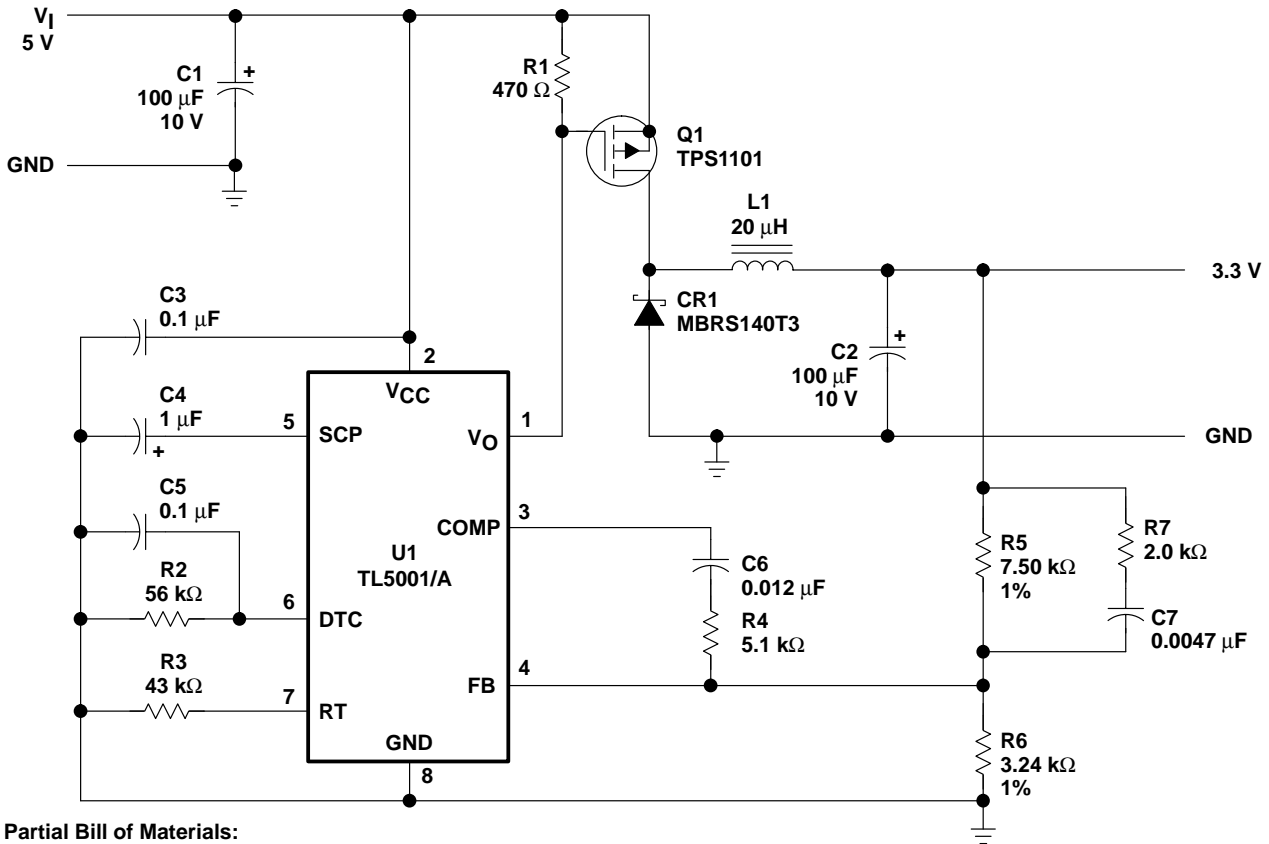 VI
5 V
C1
100 μF
10 V
+
GND
R1
470 Ω
Q1
TPS1101
L1
20 μH
3.3 V
CR1
MBRS140T3
C2
100 μF
10 V
+
GND
C3
0.1 μF
2
VCC
C4
1 μF
+
5
SCP
1
VO
C5
0.1 μF
3
COMP
U1
TL5001/A
R2
56 kΩ
6
DTC
C6
0.012 μF
R4
5.1 kΩ
R5
7.50 kΩ
1%
R7
2.0 kΩ
C7
0.0047 μF
R3
43 kΩ
7
RT
4
FB
GND
8
R6
3.24 kΩ
1%
Partial Bill of Materials: